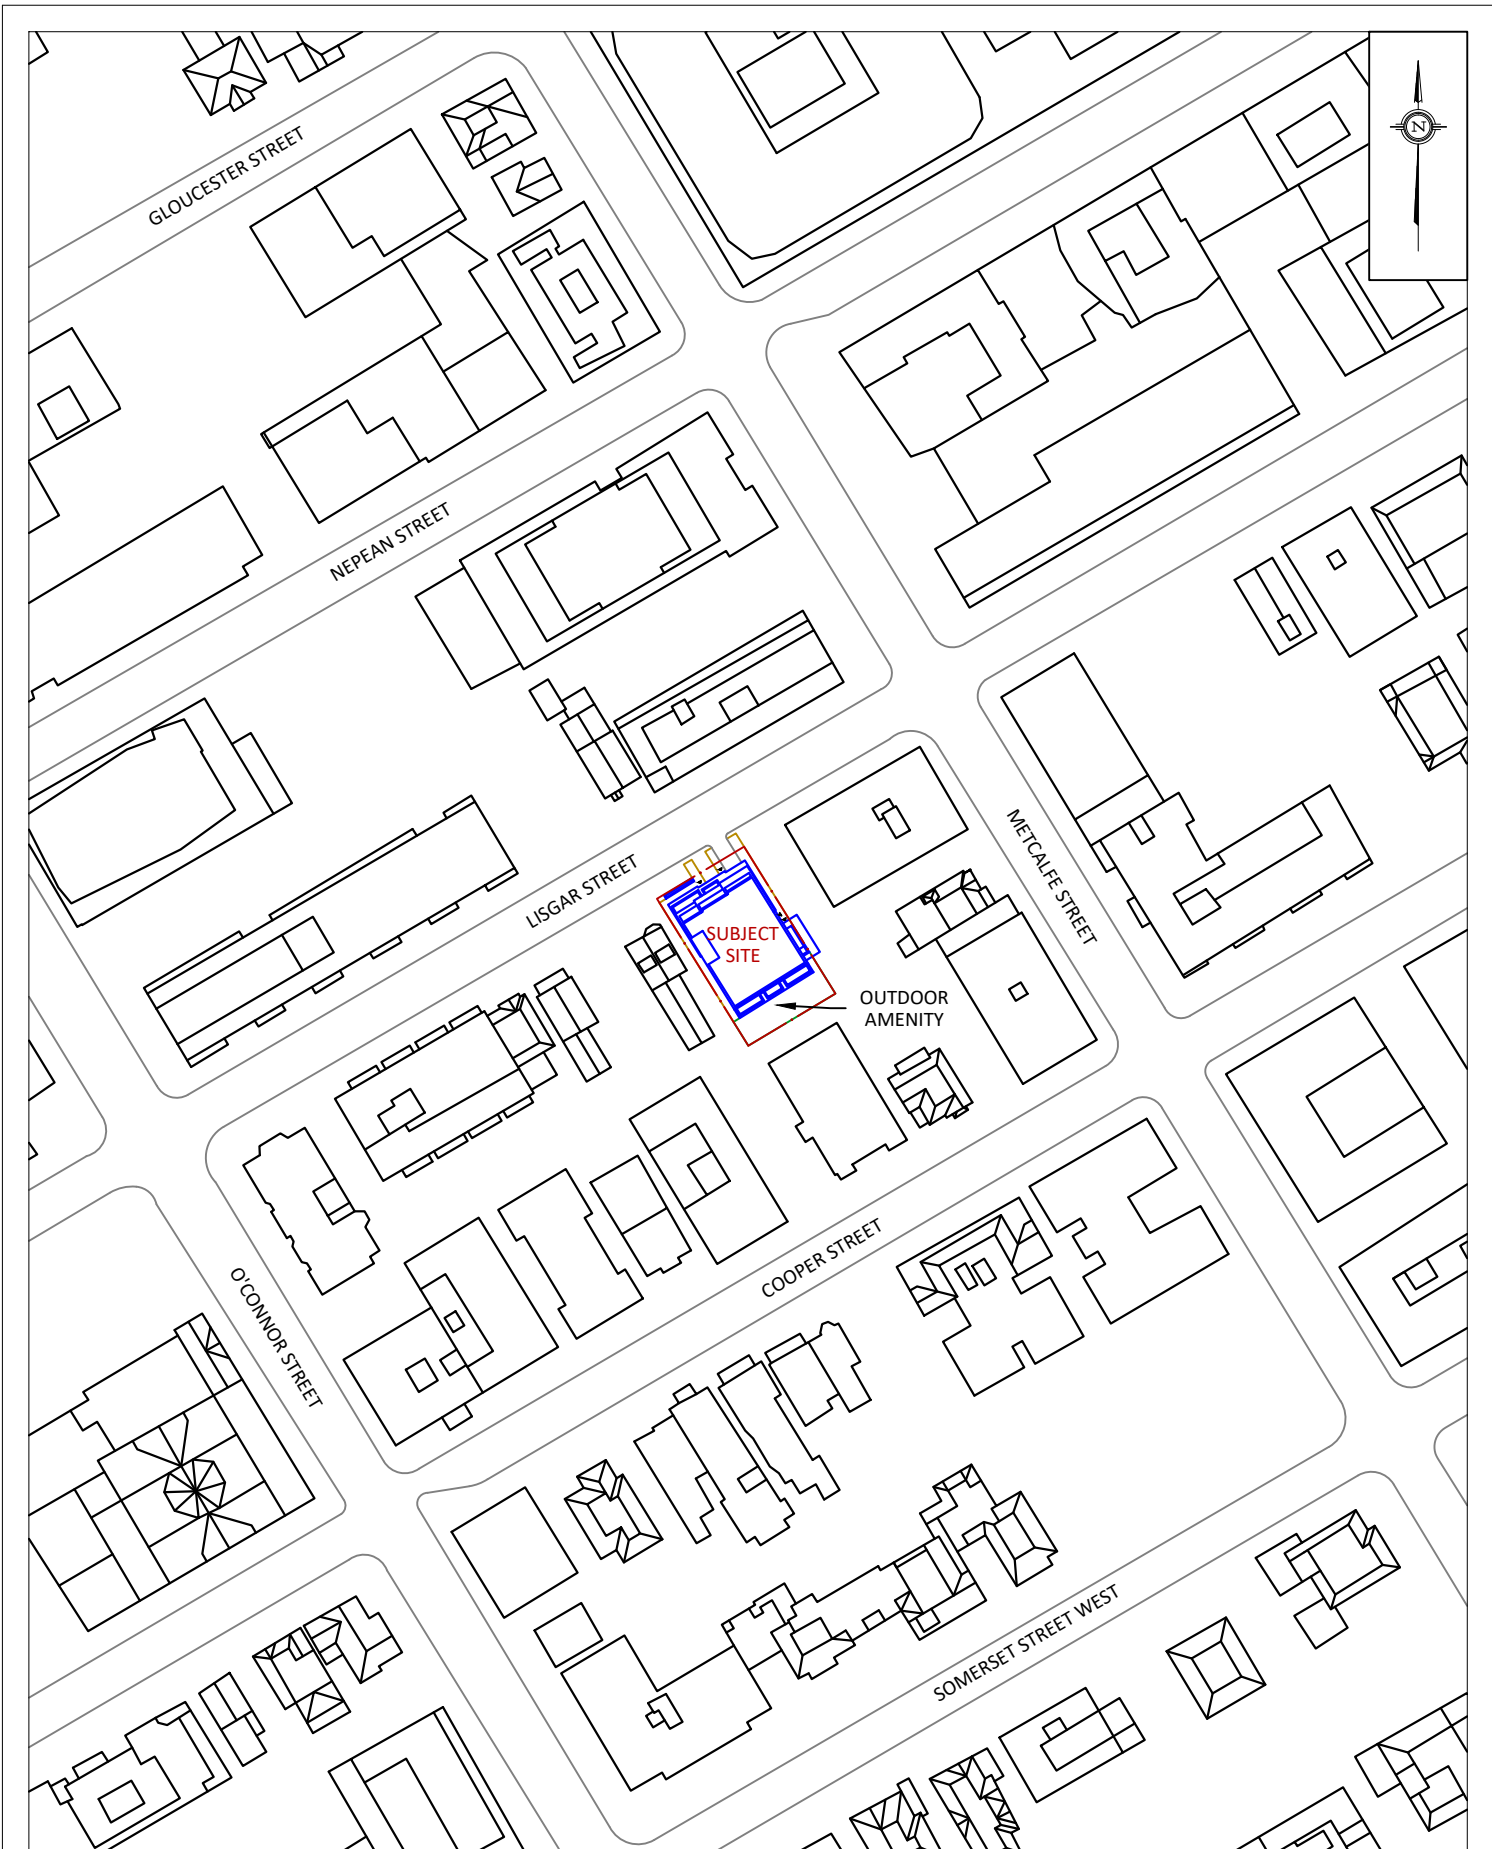 N
GLOUCESTER STREET
NEPEAN STREET
METCALFE STREET
LISGAR STREET
SUBJECT
SITE
OUTDOOR
AMENITY
COOPER STREET
O'CONNOR STREET
SOMERSET STREET WEST